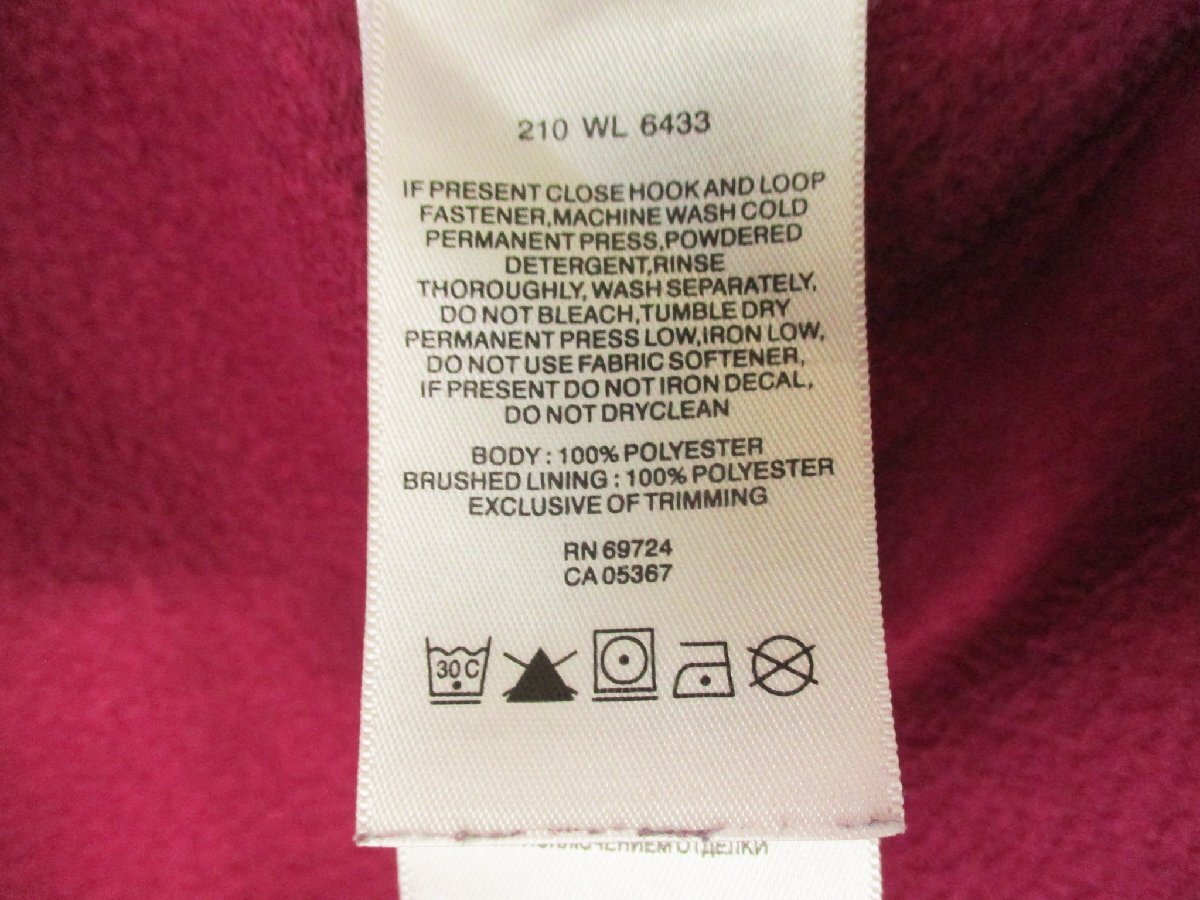 210 WL 6433
IF PRESENT CLOSE HOOK AND LOOP
FASTENER,MACHINE WASH COLD
PERMANENT PRESS,POWDERED
DETERGENT,RINSE
THOROUGHLY, WASH SEPARATELY,
DO NOT BLEACH,TUMBLE DRY
PERMANENT PRESS LOW,IRON LOW,
DO NOT USE FABRIC SOFTENER,
IF PRESENT DO NOT IRON DECAL,
DO NOT DRYCLEAN
BODY : 100% POLYESTER
BRUSHED LINING : 100% POLYESTER
EXCLUSIVE OF TRIMMING
RN 69724
CA 05367
30 C
ОТДЕЛКИ